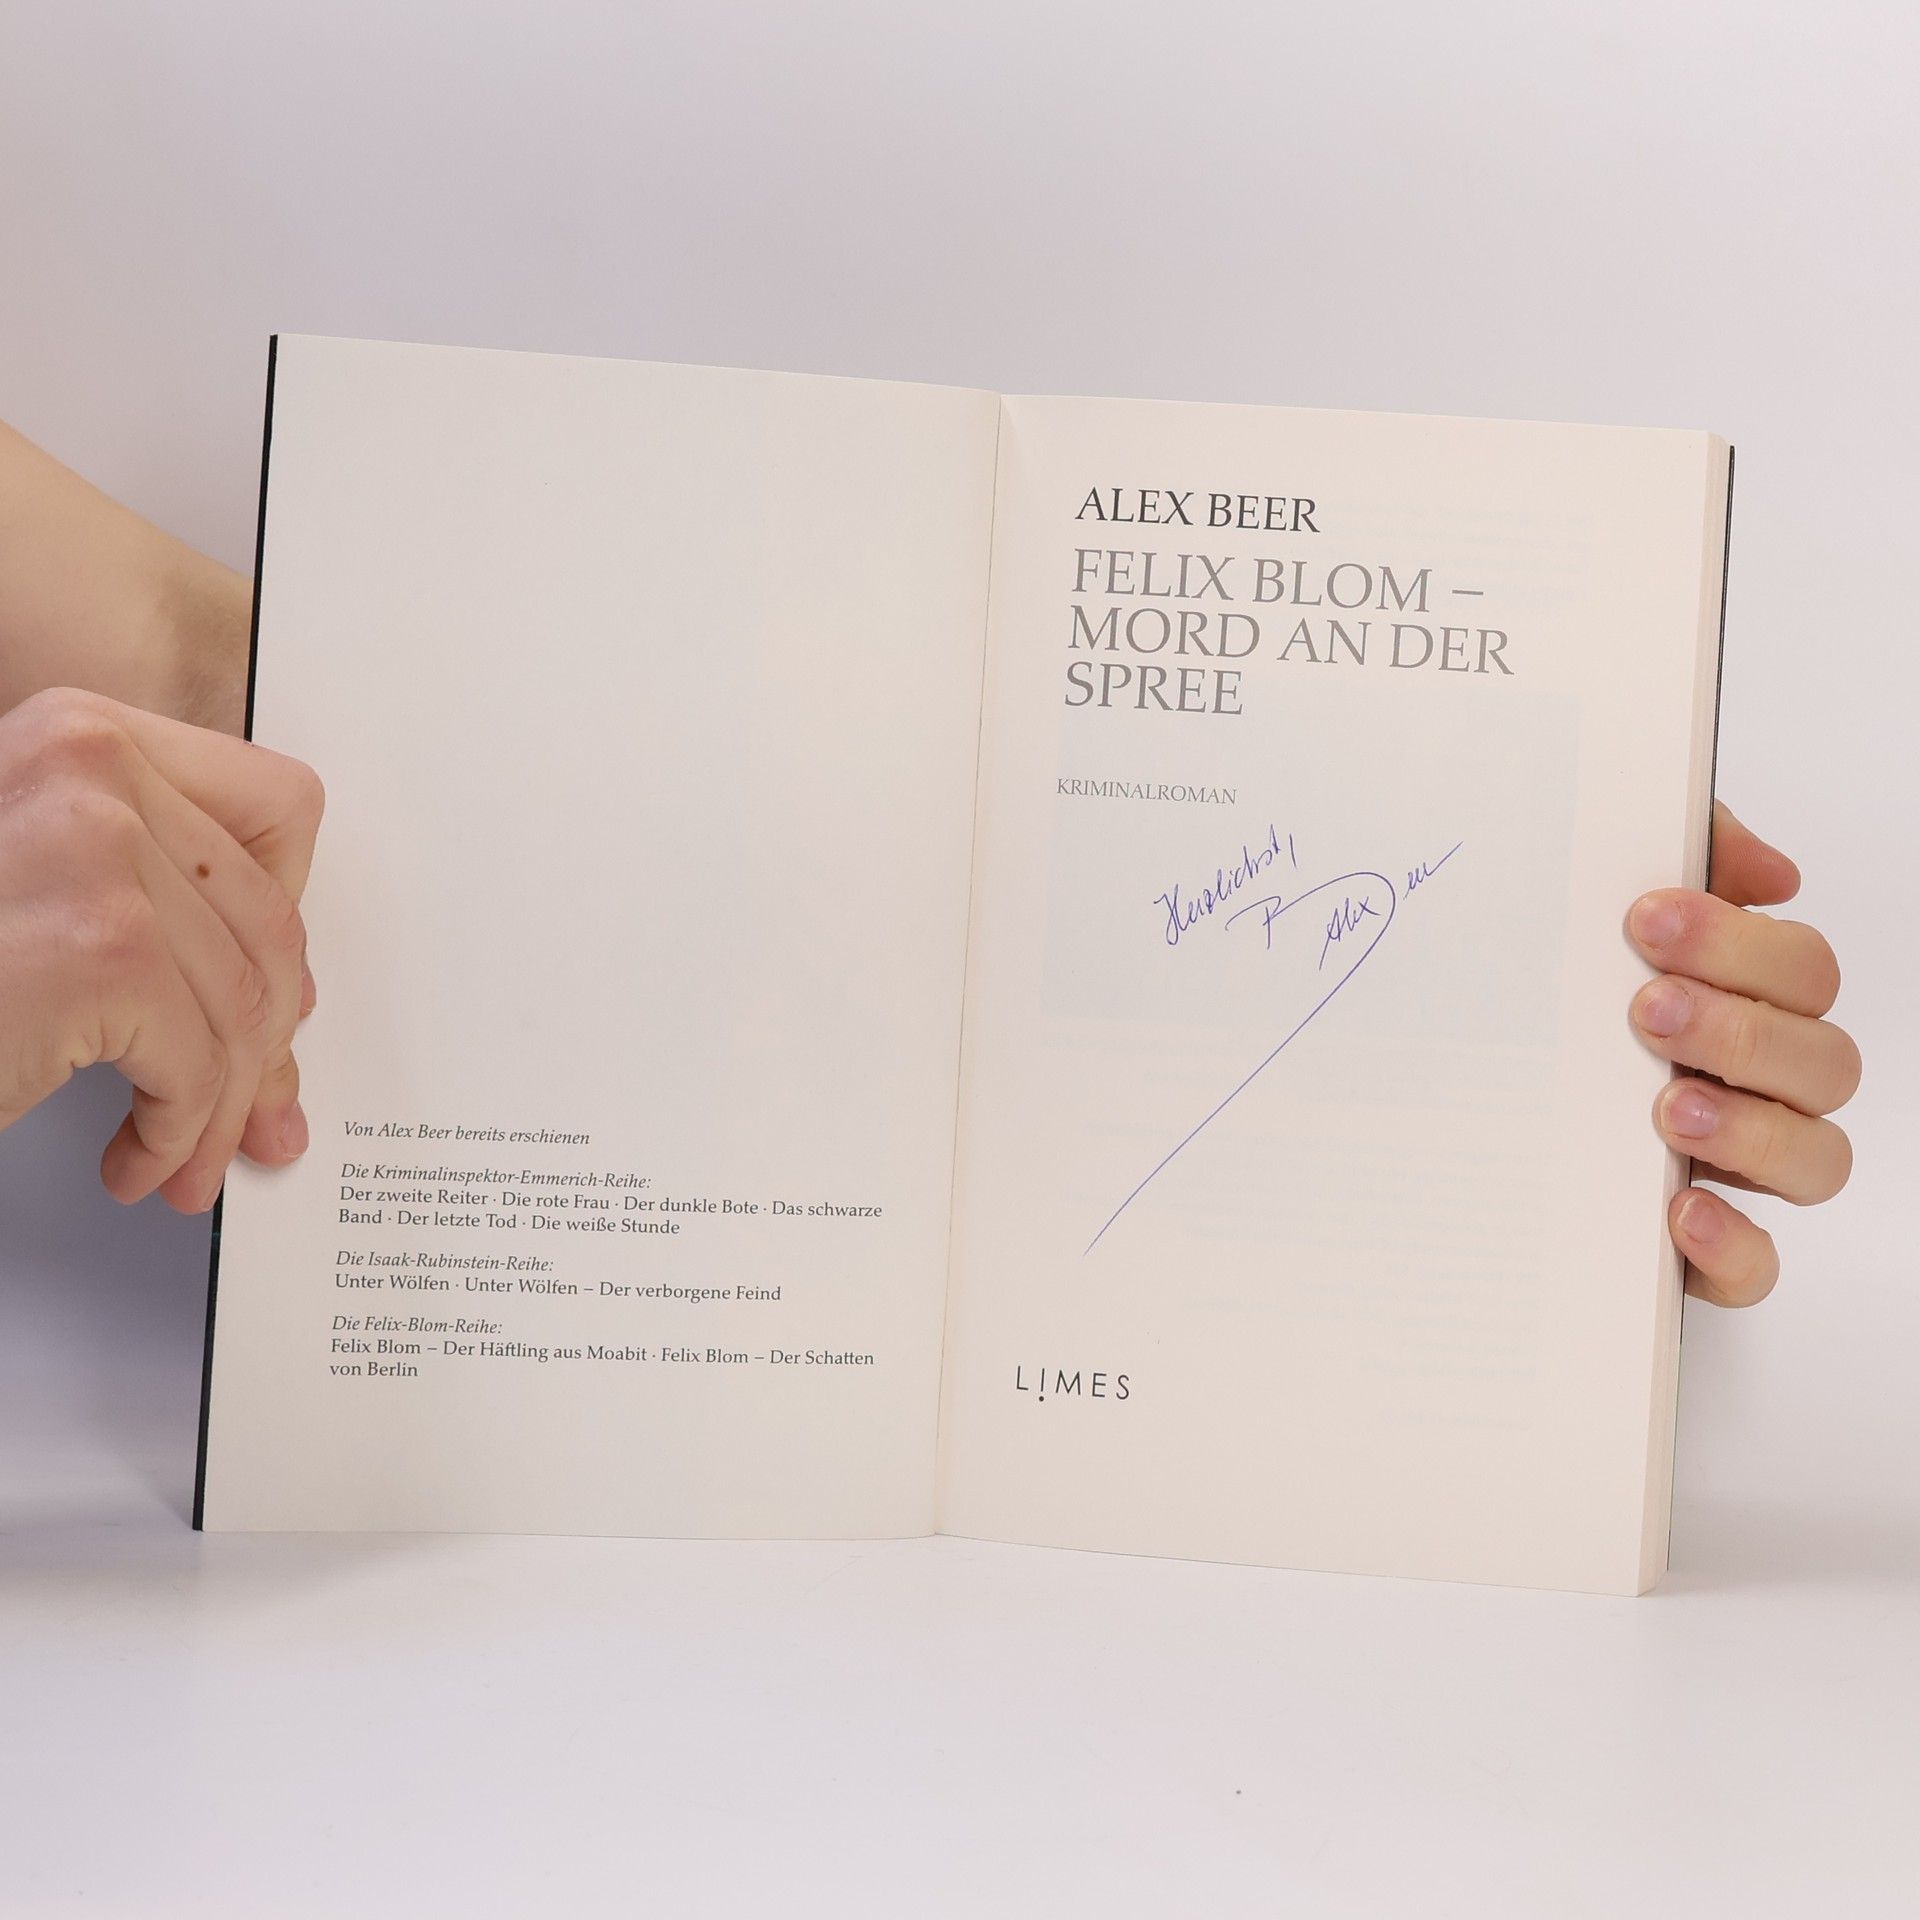 Von Alex Beer bereits erschienen
Die Kriminalinspektor-Emmerich-Reihe:
Der zweite Reiter · Die rote Frau · Der dunkle Bote · Das schwarze
Band · Der letzte Tod · Die weiße Stunde
Die Isaak-Rubinstein-Reihe:
Unter Wölfen · Unter Wölfen – Der verborgene Feind
Die Felix-Blom-Reihe:
Felix Blom – Der Häftling aus Moabit · Felix Blom – Der Schatten
von Berlin
ALEX BEER
FELIX BLOM –
MORD AN DER
SPREE
KRIMINALROMAN
Herzlichst,
Alex
L!MES